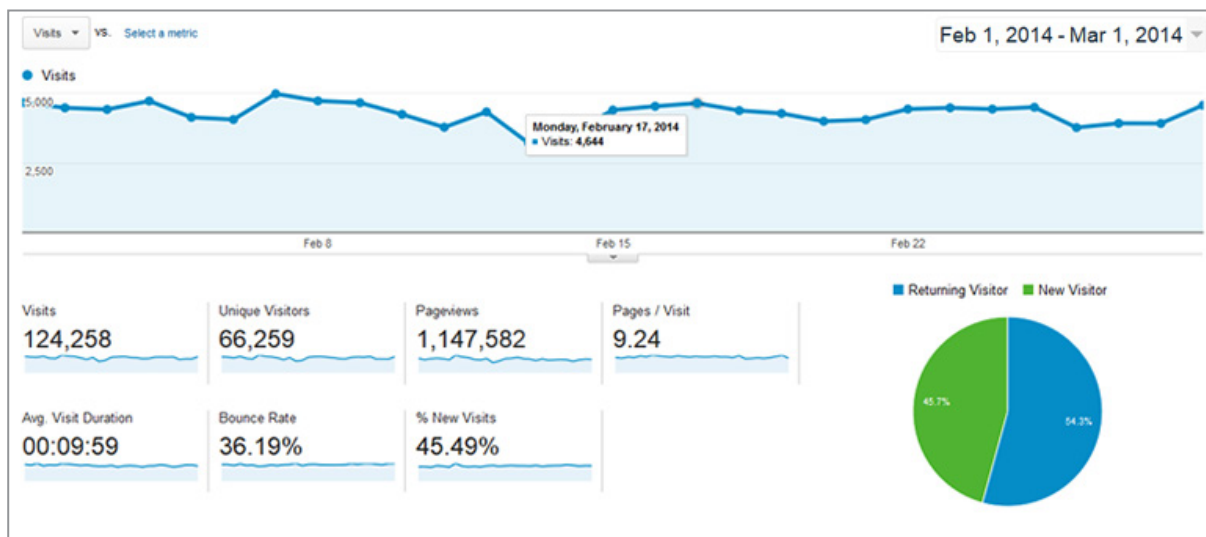 Visits vs. Select a metric
Feb 1, 2014 - Mar 1, 2014
Visits
5,000
Monday, February 17, 2014
Visits: 4,644
2,500
Feb 8 Feb 15 Feb 22
Returning Visitor New Visitor
Visits Unique Visitors Pageviews Pages / Visit
124,258 66,259 1,147,582 9.24
45.7%
54.3%
Avg. Visit Duration Bounce Rate % New Visits
00:09:59 36.19% 45.49%